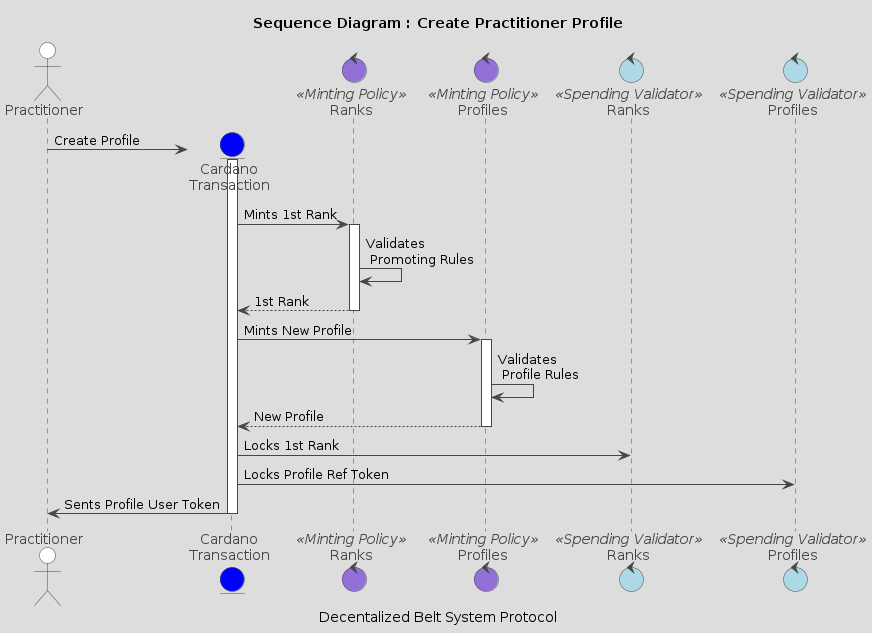 Sequence Diagram : Create Practitioner Profile
Practitioner
«Minting Policy»
Ranks
«Minting Policy»
Profiles
«Spending Validator»
Ranks
«Spending Validator»
Profiles
Create Profile
Cardano
Transaction
Mints 1st Rank
Validates
Promoting Rules
1st Rank
Mints New Profile
Validates
Profile Rules
New Profile
Locks 1st Rank
Locks Profile Ref Token
Sents Profile User Token
Practitioner
Cardano
Transaction
«Minting Policy»
Ranks
«Minting Policy»
Profiles
«Spending Validator»
Ranks
«Spending Validator»
Profiles
Decentalized Belt System Protocol